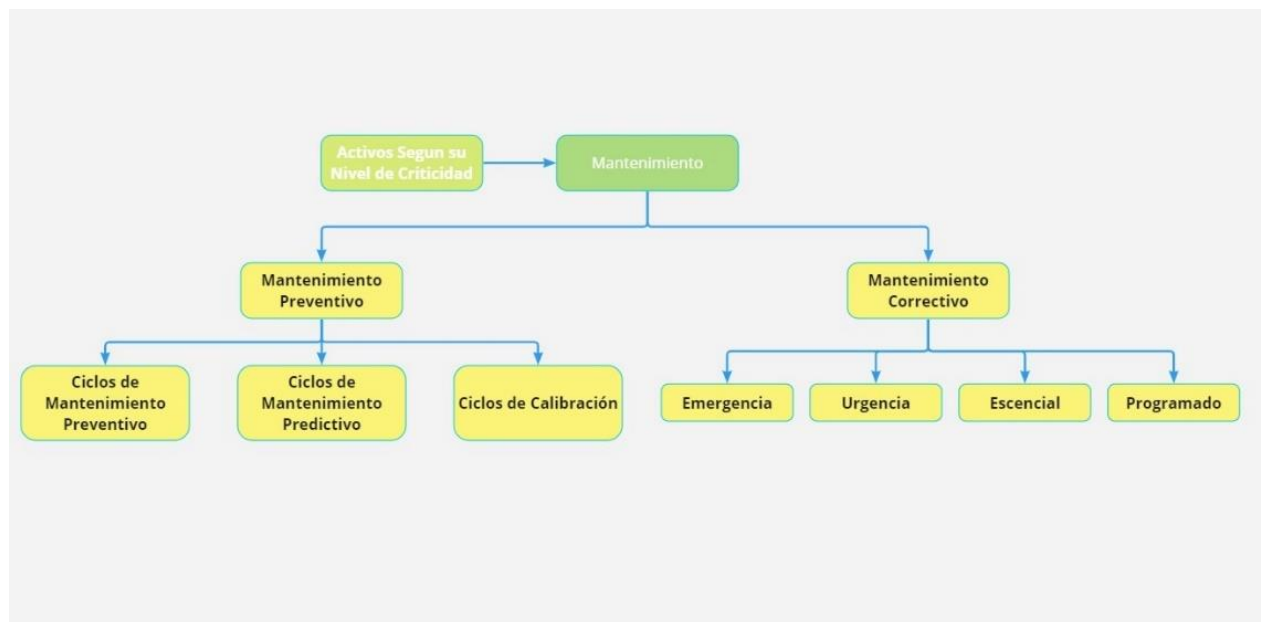 Activos Segun su
Nivel de Criticidad
Mantenimiento
Mantenimiento
Preventivo
Mantenimiento
Correctivo
Ciclos de
Mantenimiento
Preventivo
Ciclos de
Mantenimiento
Predictivo
Ciclos de Calibración
Emergencia
Urgencia
Escencial
Programado